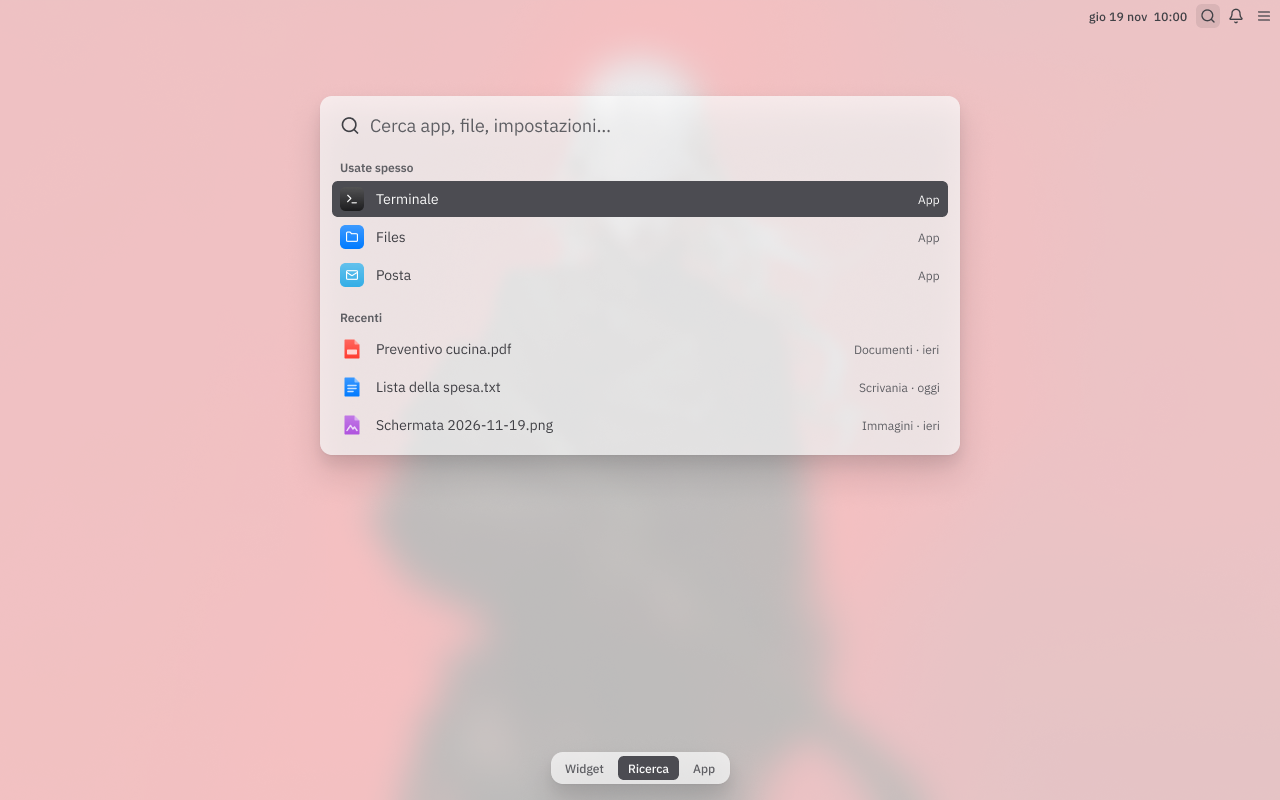 gio 19 nov 10:00
Cerca app, file, impostazioni...
Usate spesso
Terminale App
Files App
Posta App
Recenti
Preventivo cucina.pdf Documenti · ieri
Lista della spesa.txt Scrivania · oggi
Schermata 2026-11-19.png Immagini · ieri
Widget Ricerca App